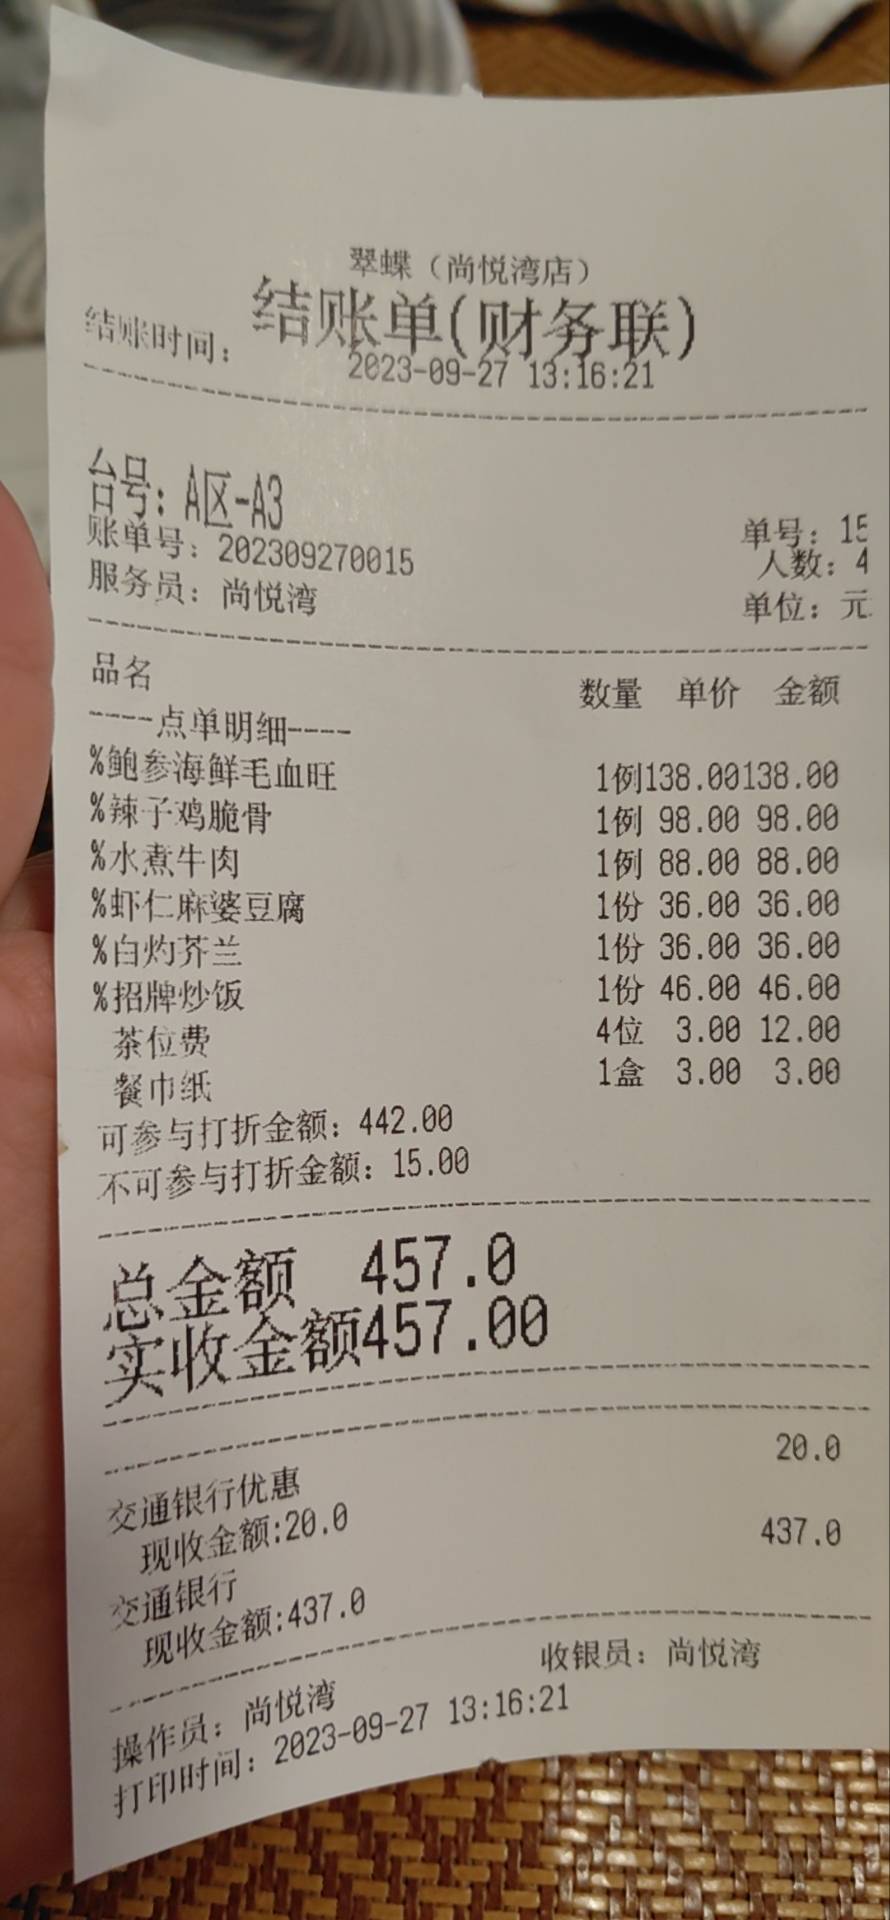 翠蝶（尚悦湾店）
结账单(财务联)
结账时间： 2023-09-27 13:16:21
台号：A区-A3
账单号：202309270015 单号：15
人数：4
服务员：尚悦湾 单位：元
品名 数量 单价 金额
----点单明细----
%鲍参海鲜毛血旺 1例138.00138.00
%辣子鸡脆骨 1例 98.00 98.00
%水煮牛肉 1例 88.00 88.00
%虾仁麻婆豆腐 1份 36.00 36.00
%白灼芥兰 1份 36.00 36.00
%招牌炒饭 1份 46.00 46.00
茶位费 4位 3.00 12.00
餐巾纸 1盒 3.00 3.00
可参与打折金额：442.00
不可参与打折金额：15.00
总金额 457.0
实收金额457.00
交通银行优惠 20.0
现收金额:20.0
交通银行 437.0
现收金额:437.0
操作员：尚悦湾 收银员：尚悦湾
打印时间：2023-09-27 13:16:21